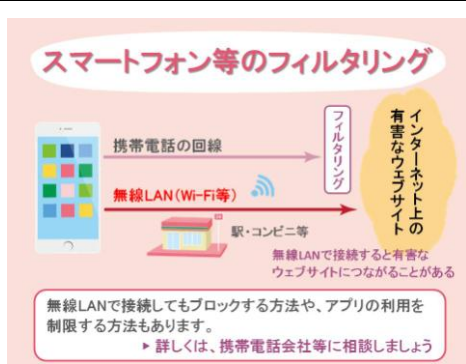 スマートフォン等のフィルタリング
携帯電話の回線
フィルタリング
インターネット上の
有害なウェブサイト
無線LAN(Wi-Fi等)
駅・コンビニ等
無線LANで接続すると有害な
ウェブサイトにつながることがある
無線LANで接続してもブロックする方法や、アプリの利用を
制限する方法もあります。
▶ 詳しくは、携帯電話会社等に相談しましょう